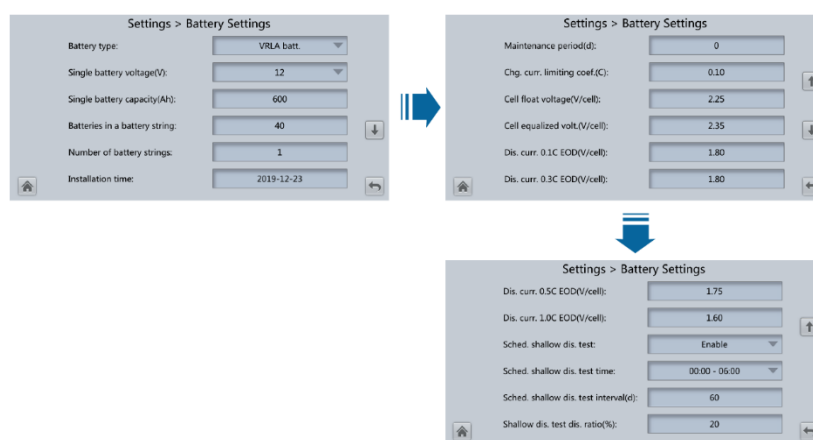 Settings > Battery Settings
Battery type: VRLA batt.
Single battery voltage(V): 12
Single battery capacity(Ah): 600
Batteries in a battery string: 40
Number of battery strings: 1
Installation time: 2019-12-23
Settings > Battery Settings
Maintenance period(d): 0
Chg. curr. limiting coef.(C): 0.10
Cell float voltage(V/cell): 2.25
Cell equalized volt.(V/cell): 2.35
Dis. curr. 0.1C EOD(V/cell): 1.80
Dis. curr. 0.3C EOD(V/cell): 1.80
Settings > Battery Settings
Dis. curr. 0.5C EOD(V/cell): 1.75
Dis. curr. 1.0C EOD(V/cell): 1.60
Sched. shallow dis. test: Enable
Sched. shallow dis. test time: 00:00 - 06:00
Sched. shallow dis. test interval(d): 60
Shallow dis. test dis. ratio(%): 20